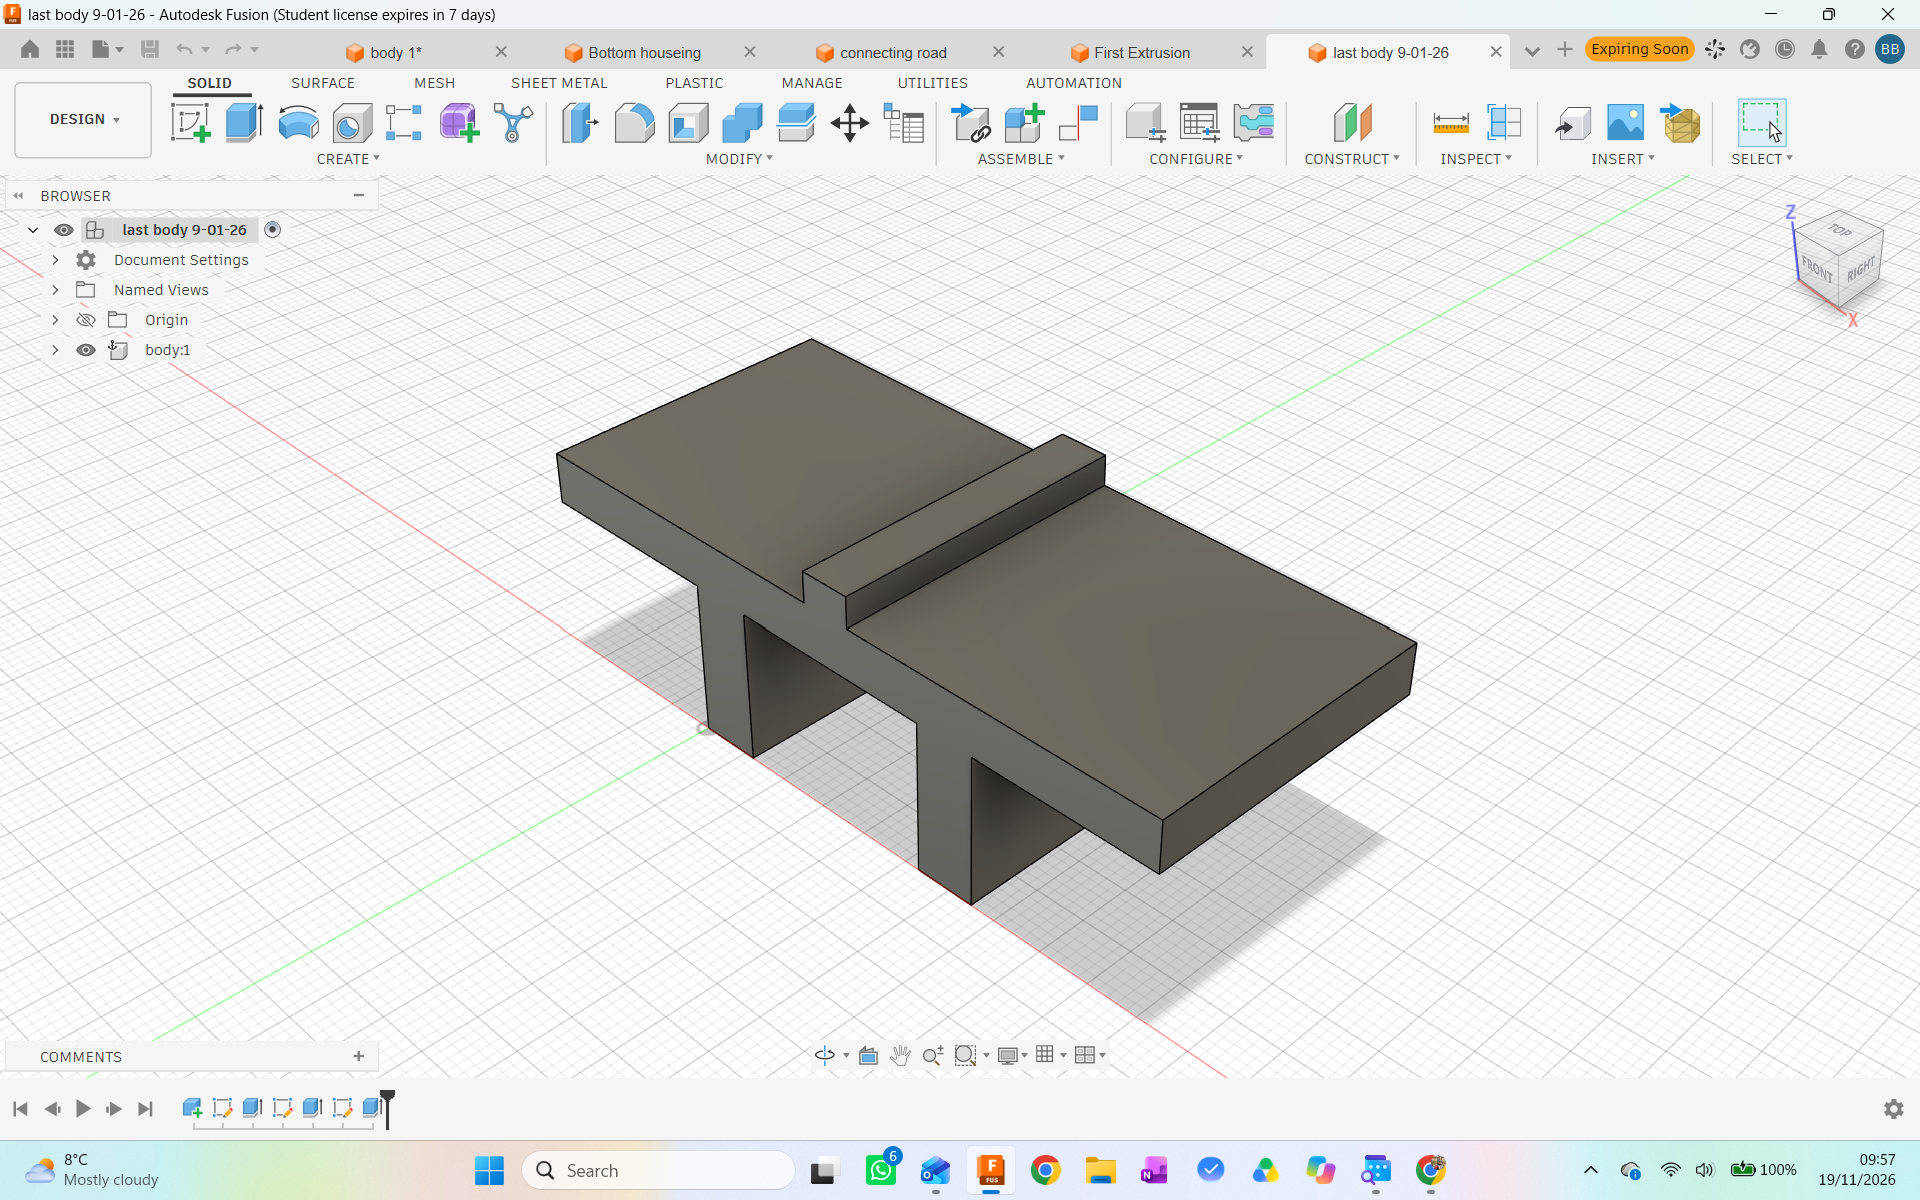 last body 9-01-26 - Autodesk Fusion (Student license expires in 7 days)
body 1*
Bottom houseing
connecting road
First Extrusion
last body 9-01-26
Expiring Soon
BB
SOLID
SURFACE
MESH
SHEET METAL
PLASTIC
MANAGE
UTILITIES
AUTOMATION
DESIGN
CREATE
MODIFY
ASSEMBLE
CONFIGURE
CONSTRUCT
INSPECT
INSERT
SELECT
BROWSER
last body 9-01-26
Document Settings
Named Views
Origin
body:1
Z
TOP
FRONT
RIGHT
X
COMMENTS
8°C
Mostly cloudy
Search
6
FUS
100%
09:57
19/11/2026